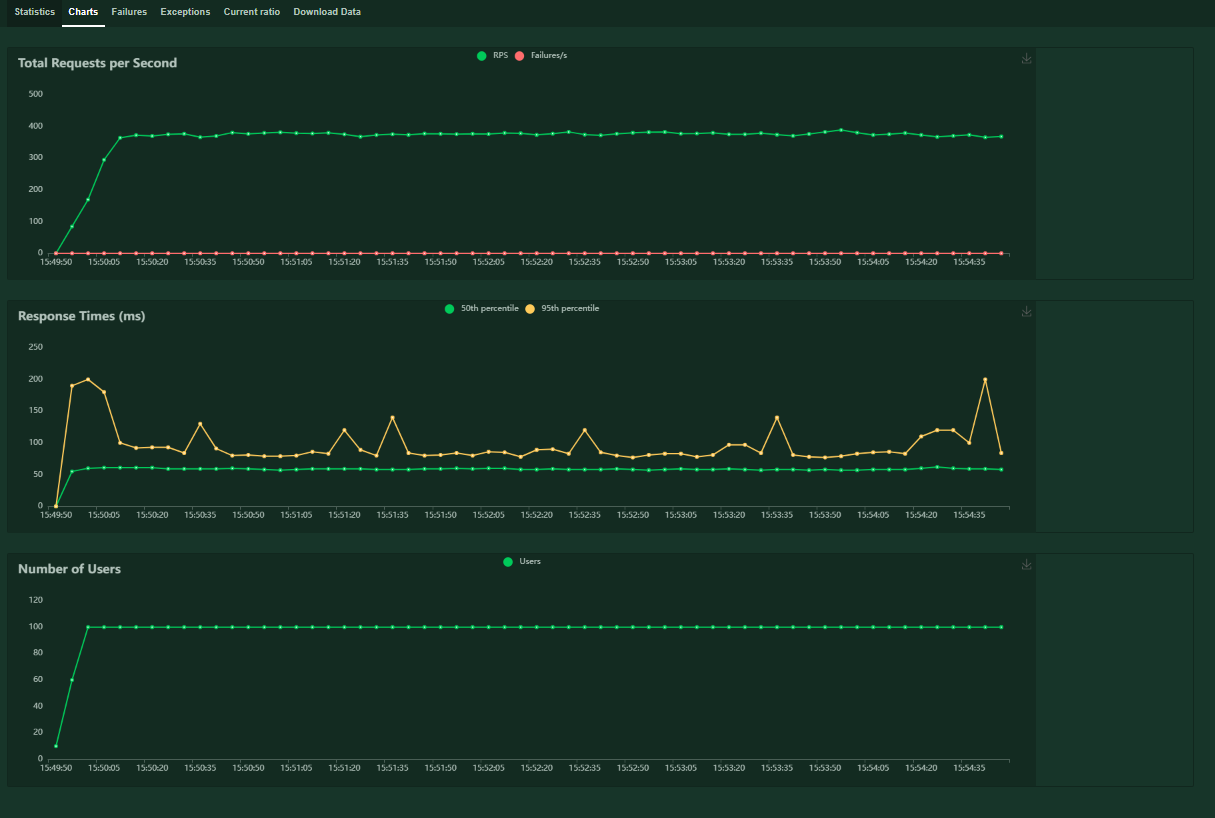 Statistics Charts Failures Exceptions Current ratio Download Data
Total Requests per Second
RPS Failures/s
500
400
300
200
100
0
15:49:50 15:50:05 15:50:20 15:50:35 15:50:50 15:51:05 15:51:20 15:51:35 15:51:50 15:52:05 15:52:20 15:52:35 15:52:50 15:53:05 15:53:20 15:53:35 15:53:50 15:54:05 15:54:20 15:54:35
Response Times (ms)
50th percentile 95th percentile
250
200
150
100
50
0
15:49:50 15:50:05 15:50:20 15:50:35 15:50:50 15:51:05 15:51:20 15:51:35 15:51:50 15:52:05 15:52:20 15:52:35 15:52:50 15:53:05 15:53:20 15:53:35 15:53:50 15:54:05 15:54:20 15:54:35
Number of Users
Users
120
100
80
60
40
20
0
15:49:50 15:50:05 15:50:20 15:50:35 15:50:50 15:51:05 15:51:20 15:51:35 15:51:50 15:52:05 15:52:20 15:52:35 15:52:50 15:53:05 15:53:20 15:53:35 15:53:50 15:54:05 15:54:20 15:54:35